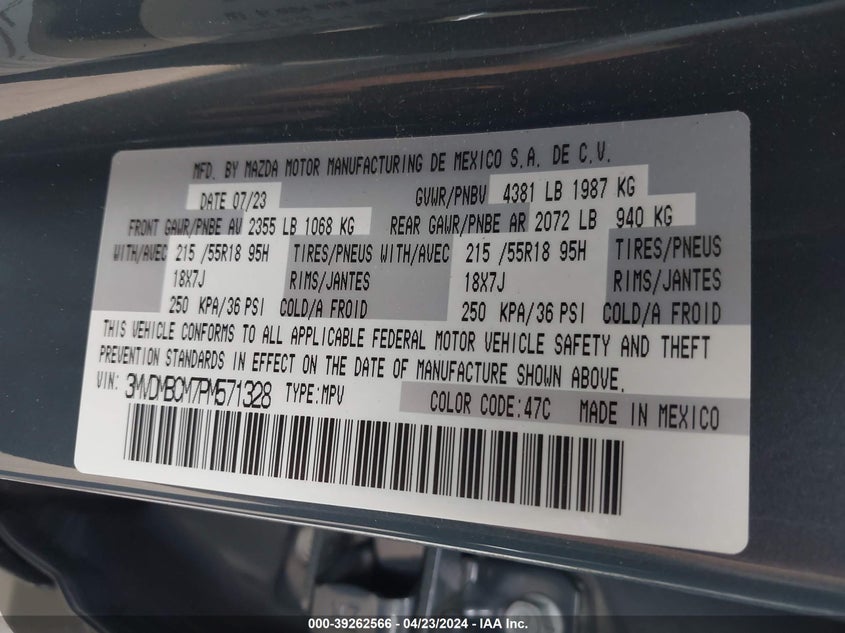 MFD. BY MAZDA MOTOR MANUFACTURING DE MEXICO S.A. DE C.V.
DATE 07/23 GVWR/PNBV 4381 LB 1987 KG
FRONT GAWR/PNBE AV 2355 LB 1068 KG REAR GAWR/PNBE AR 2072 LB 940 KG
WITH/AVEC 215 /55R18 95H TIRES/PNEUS WITH/AVEC 215 /55R18 95H TIRES/PNEUS
18X7J RIMS/JANTES 18X7J RIMS/JANTES
250 KPA/36 PSI COLD/A FROID 250 KPA/36 PSI COLD/A FROID
THIS VEHICLE CONFORMS TO ALL APPLICABLE FEDERAL MOTOR VEHICLE SAFETY AND THEFT
PREVENTION STANDARDS IN EFFECT ON THE DATE OF MANUFACTURE SHOWN ABOVE.
VIN: 3MVDMBCM7PM571328 TYPE:MPV COLOR CODE:47C MADE IN MEXICO
000-39262566 - 04/23/2024 - IAA Inc.